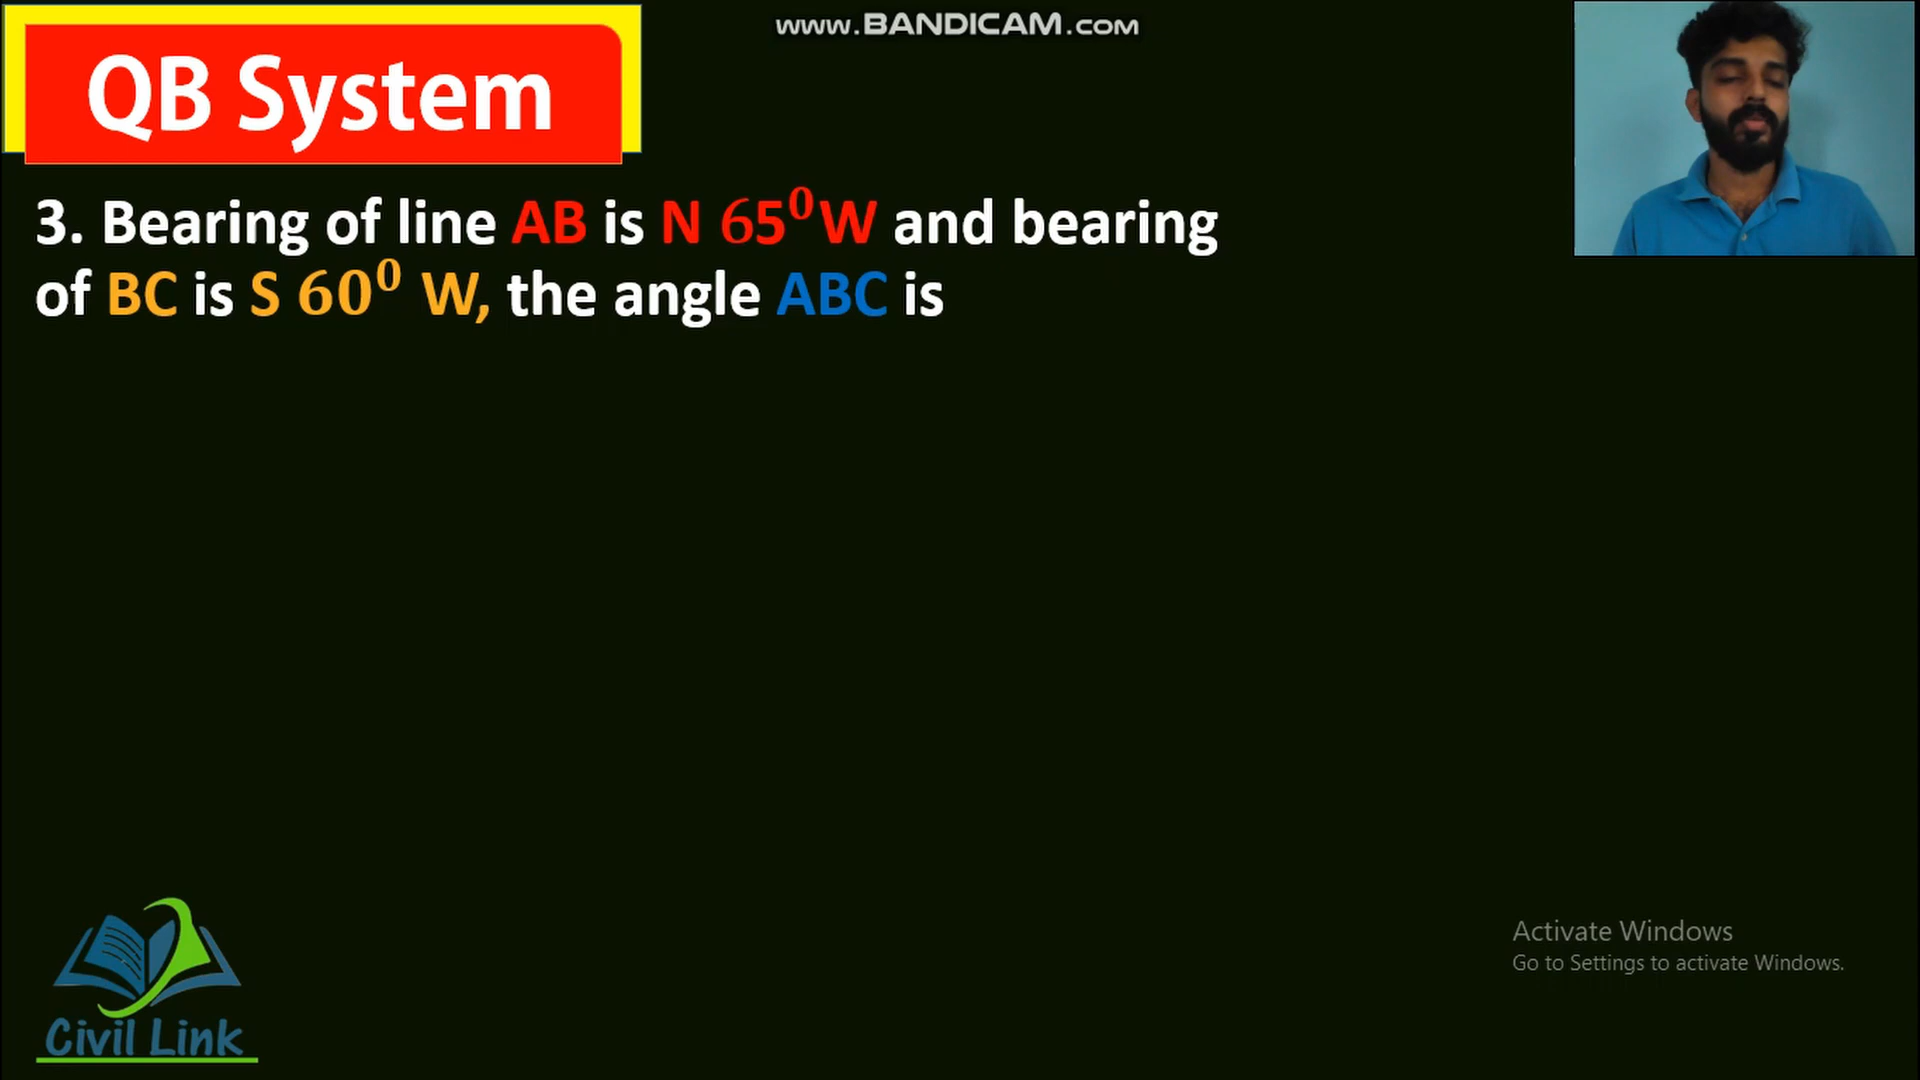 www.BANDICAM.com
QB System
3. Bearing of line AB is N 65⁰W and bearing
of BC is S 60⁰ W, the angle ABC is
Activate Windows
Go to Settings to activate Windows.
Civil Link